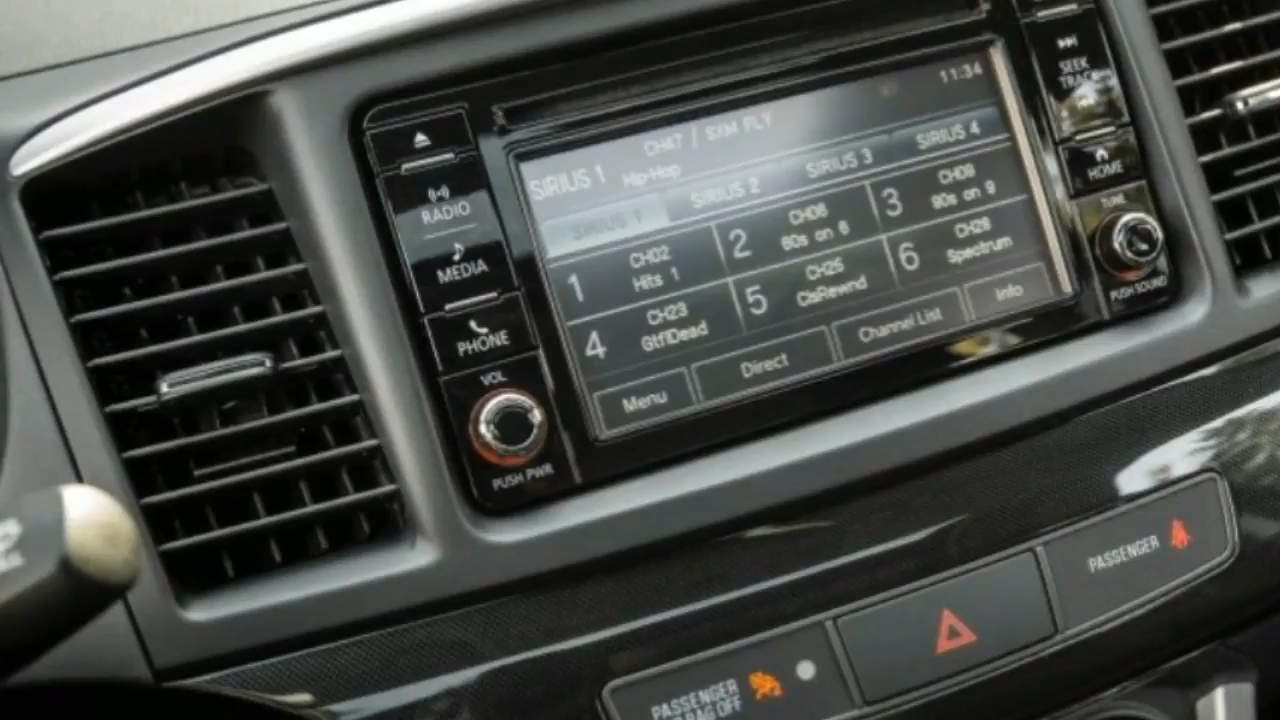 11:34
CH47 / SXM FLY
SIRIUS 1
Hip-Hop
SIRIUS 1
SIRIUS 2
SIRIUS 3
SIRIUS 4
1
CH02
Hits 1
2
CH06
60s on 6
3
CH09
90s on 9
4
CH23
GtflDead
5
CH25
ClsRewnd
6
CH28
Spectrum
Menu
Direct
Channel List
Info
RADIO
MEDIA
PHONE
VOL
PUSH PWR
SEEK
TRACK
HOME
TUNE
PUSH SOUND
PASSENGER
PASSENGER
BAG OFF